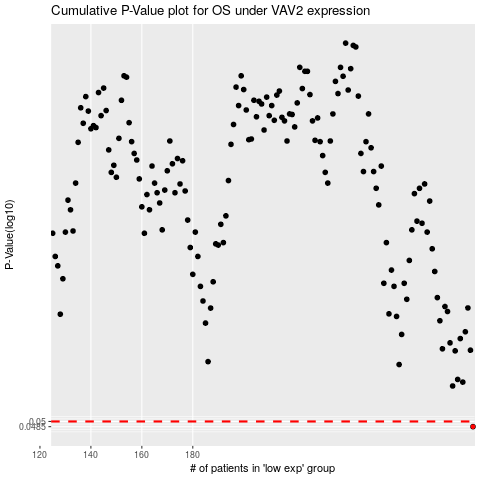 Cumulative P-Value plot for OS under VAV2 expression
P-Value(log10)
0.05
0.0485
120 140 160 180
# of patients in 'low exp' group